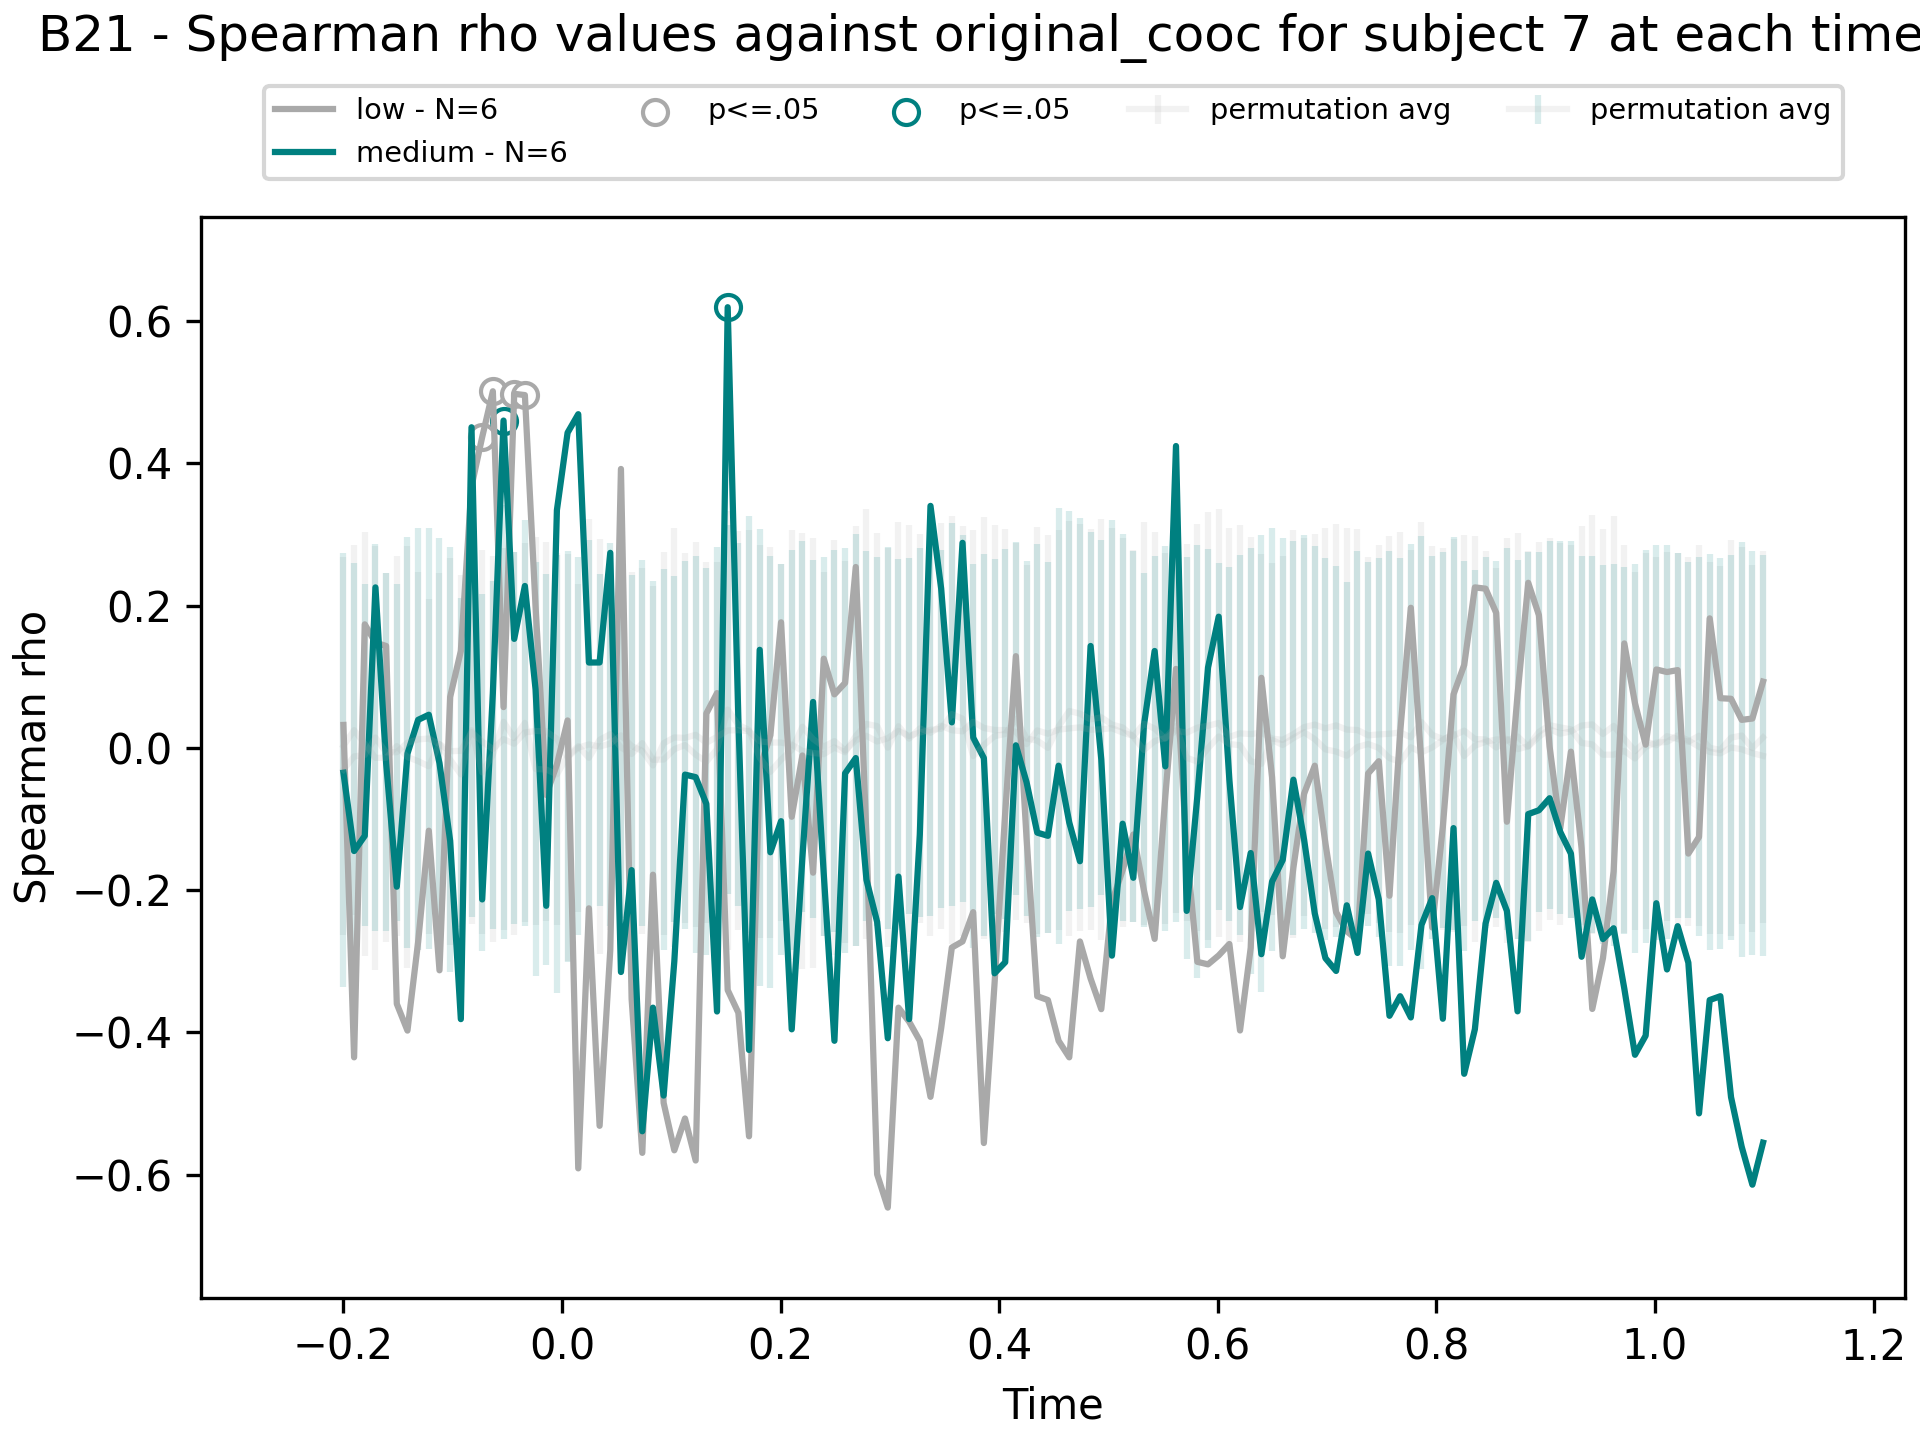 B21 - Spearman rho values against original_cooc for subject 7 at each time
low - N=6
medium - N=6
p<=.05
p<=.05
permutation avg
permutation avg
Spearman rho
0.6
0.4
0.2
0.0
−0.2
−0.4
−0.6
−0.2 0.0 0.2 0.4 0.6 0.8 1.0 1.2
Time